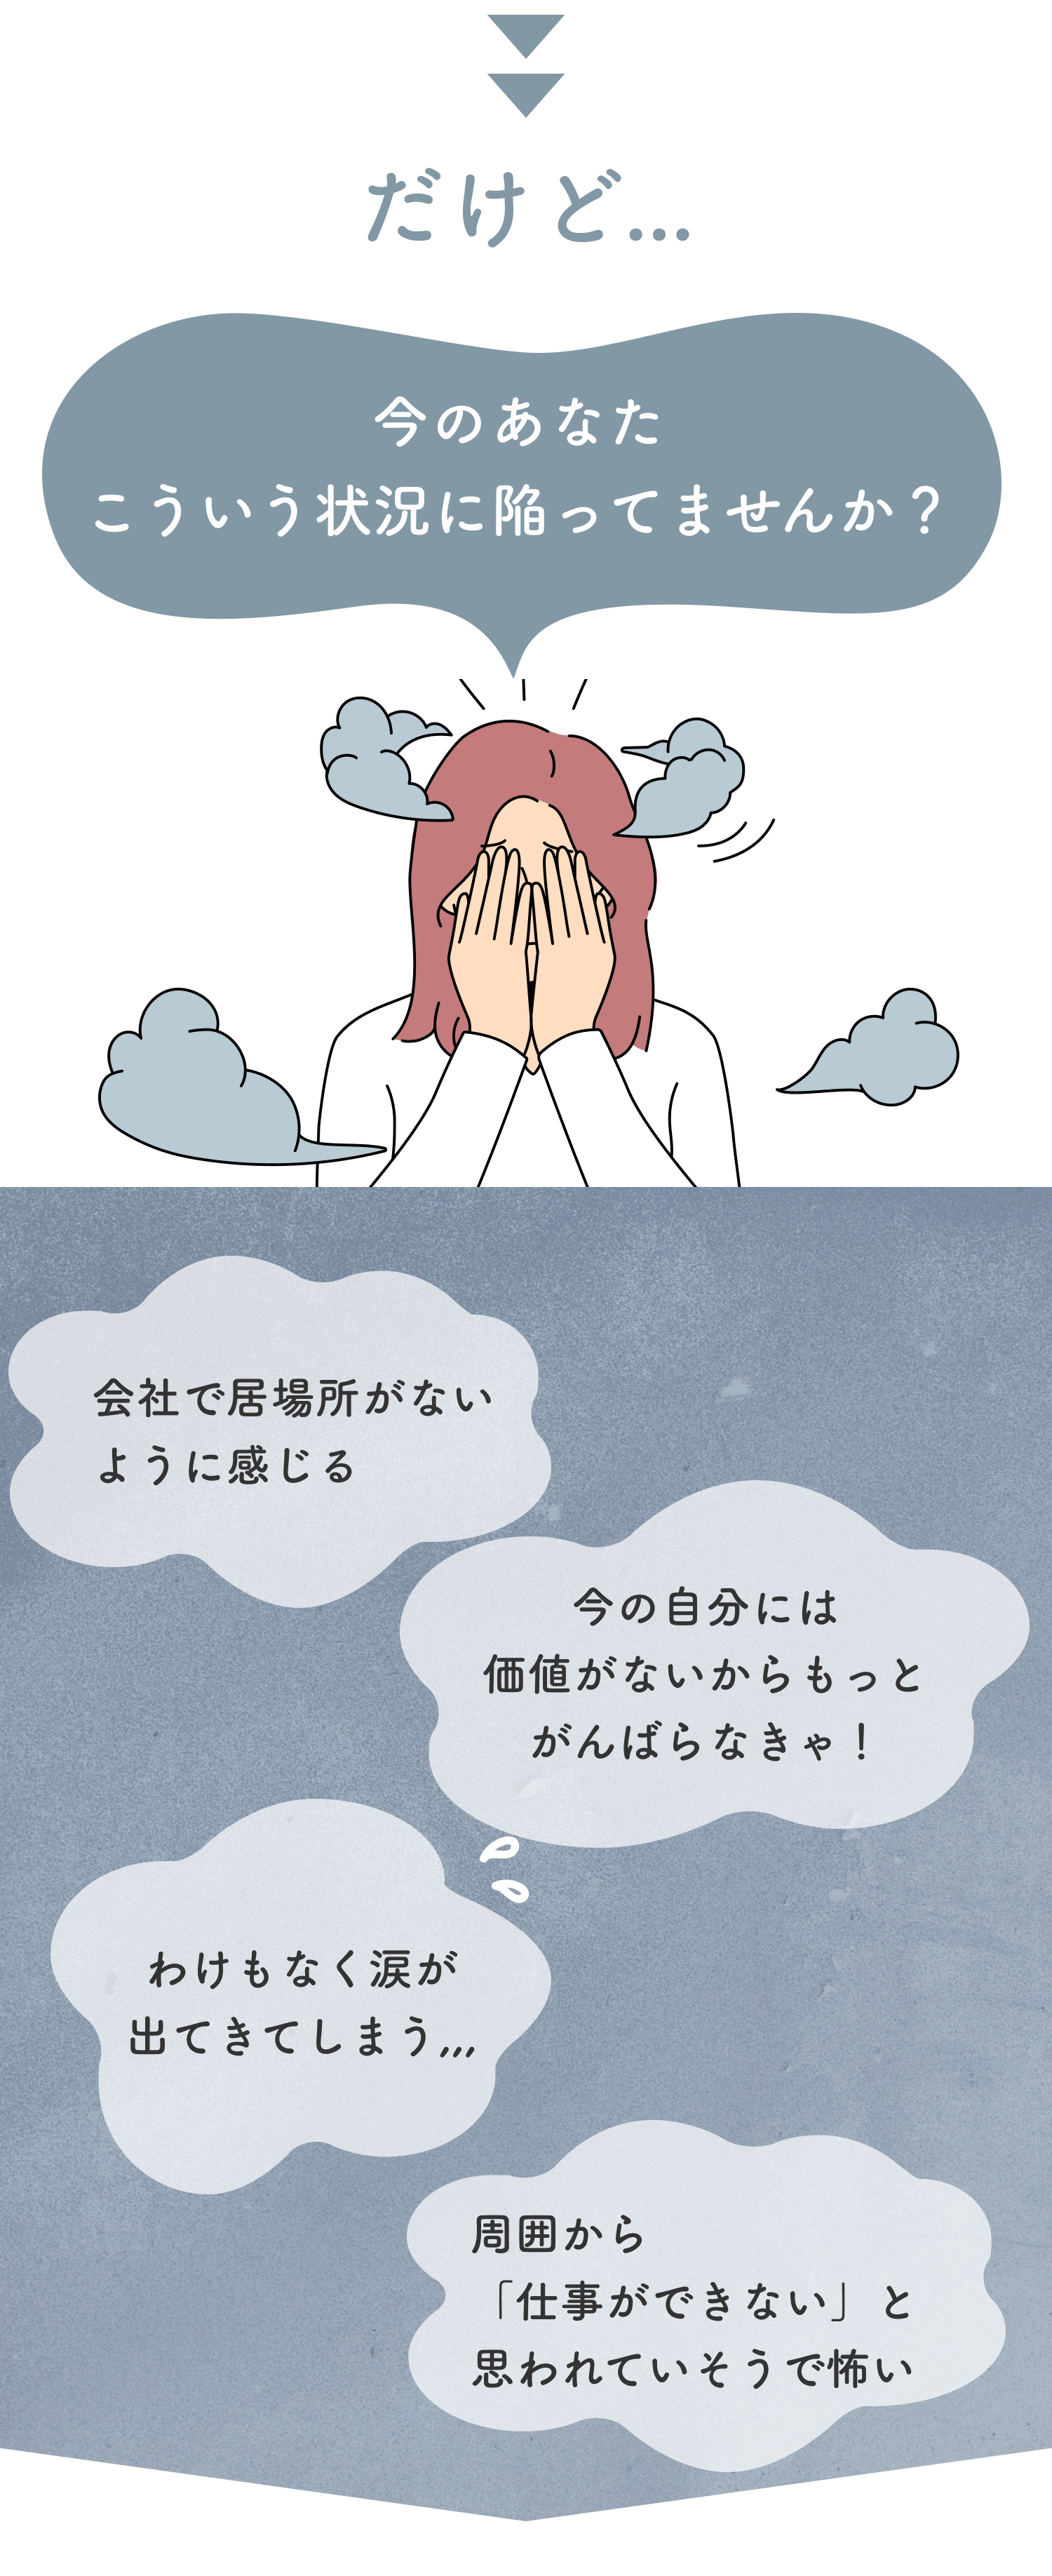 だけど...
今のあなた
こういう状況に陥ってませんか？
会社で居場所がない
ように感じる
今の自分には
価値がないからもっと
がんばらなきゃ！
わけもなく涙が
出てきてしまう...
周囲から
「仕事ができない」と
思われていそうで怖い